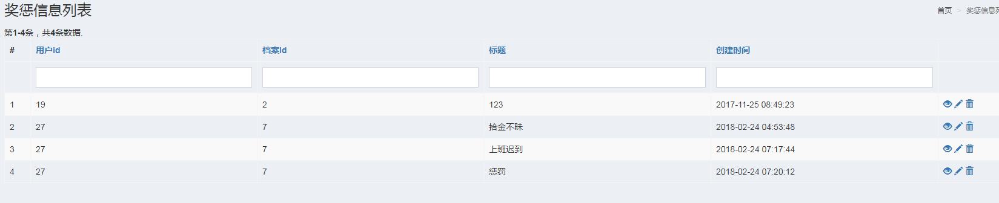 奖惩信息列表
首页 > 奖惩信息列
第1-4条，共4条数据.
# 用户id 档案Id 标题 创建时间
1 19 2 123 2017-11-25 08:49:23
2 27 7 拾金不昧 2018-02-24 04:53:48
3 27 7 上班迟到 2018-02-24 07:17:44
4 27 7 惩罚 2018-02-24 07:20:12